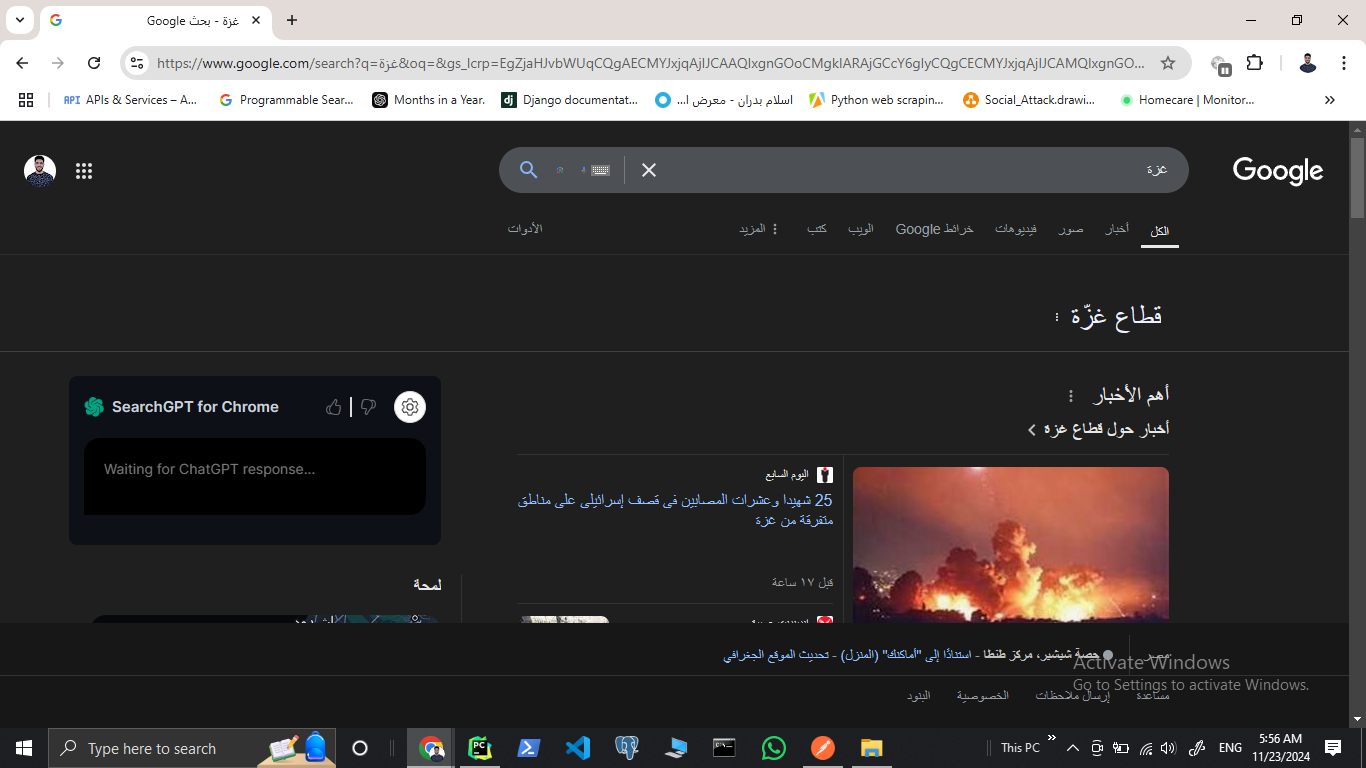 غزة - بحث Google
https://www.google.com/search?q=غزة&oq=&gs_lcrp=EgZjaHJvbWUqCQgAECMYJxjqAjIJCAAQIxgnGOoCMgkIARAjGCcY6gIyCQgCECMYJxjqAjIJCAMQIxgnGO...
APIs & Services – A...
Programmable Sear...
Months in a Year.
Django documentat...
اسلام بدران - معرض ا...
Python web scrapin...
Social_Attack.drawi...
Homecare | Monitor...
Google
غزة
الكل
أخبار
صور
فيديوهات
خرائط Google
الويب
كتب
المزيد
الأدوات
قطاع غزّة
SearchGPT for Chrome
Waiting for ChatGPT response...
أهم الأخبار
أخبار حول قطاع غزة
اليوم السابع
25 شهيدا وعشرات المصابين فى قصف إسرائيلى على مناطق
متفرقة من غزة
قبل ١٧ ساعة
لمحة
مصر
حصة شبشير، مركز طنطا - استنادًا إلى "أماكنك" (المنزل) - تحديث الموقع الجغرافي
مساعدة
إرسال ملاحظات
الخصوصية
البنود
Activate Windows
Go to Settings to activate Windows.
Type here to search
This PC
ENG
5:56 AM
11/23/2024